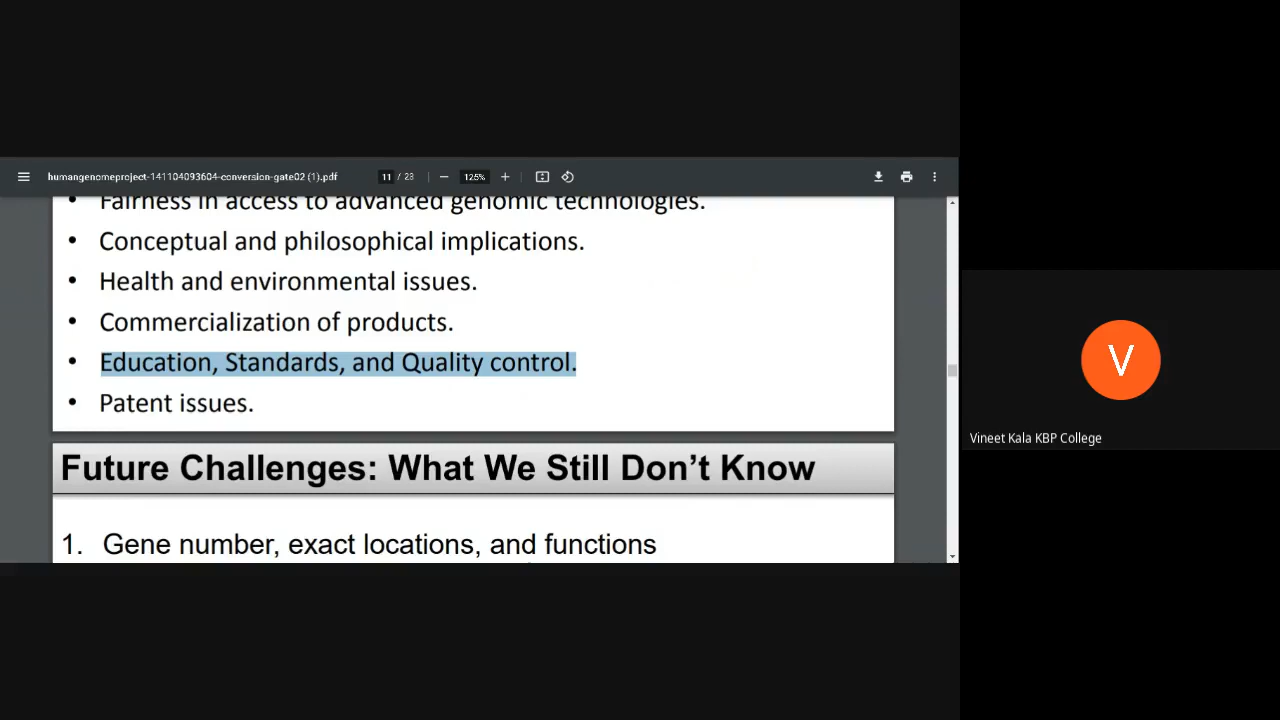 humangenomeproject-141104093604-conversion-gate02 (1).pdf 11 / 23 125%
Fairness in access to advanced genomic technologies.
• Conceptual and philosophical implications.
• Health and environmental issues.
• Commercialization of products.
• Education, Standards, and Quality control.
• Patent issues.
Future Challenges: What We Still Don’t Know
1. Gene number, exact locations, and functions
V
Vineet Kala KBP College